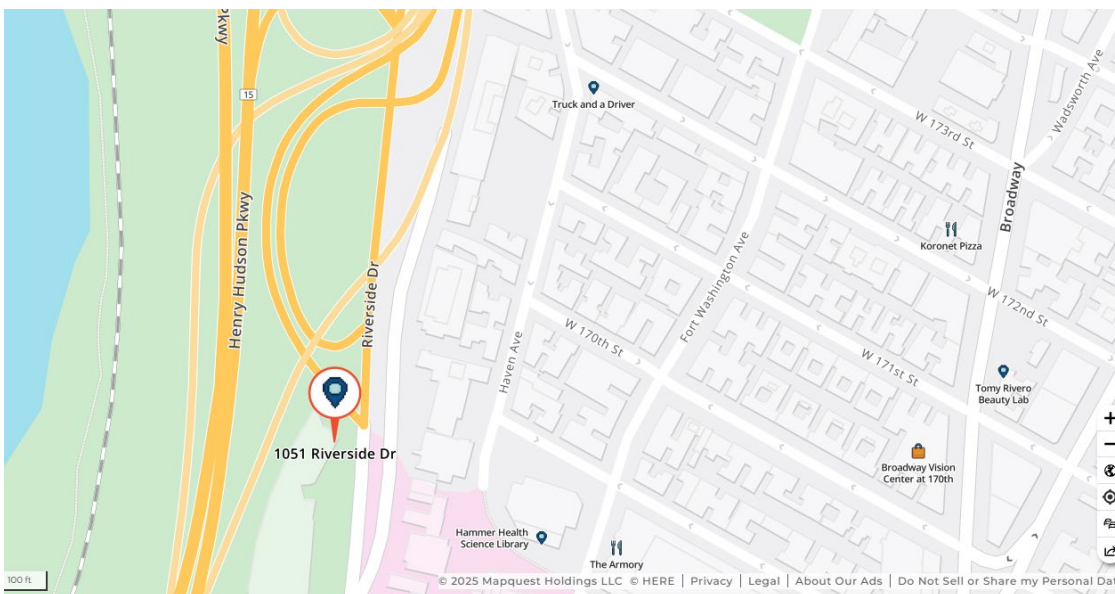 Pkwy
15
Truck and a Driver
W 173rd St
Wadsworth Ave
Broadway
Koronet Pizza
Henry Hudson Pkwy
Riverside Dr
Fort Washington Ave
W 172nd St
Haven Ave
W 170th St
W 171st St
Tomy Rivero
Beauty Lab
1051 Riverside Dr
Broadway Vision
Center at 170th
Hammer Health
Science Library
The Armory
100 ft
© 2025 Mapquest Holdings LLC © HERE | Privacy | Legal | About Our Ads | Do Not Sell or Share my Personal Dat